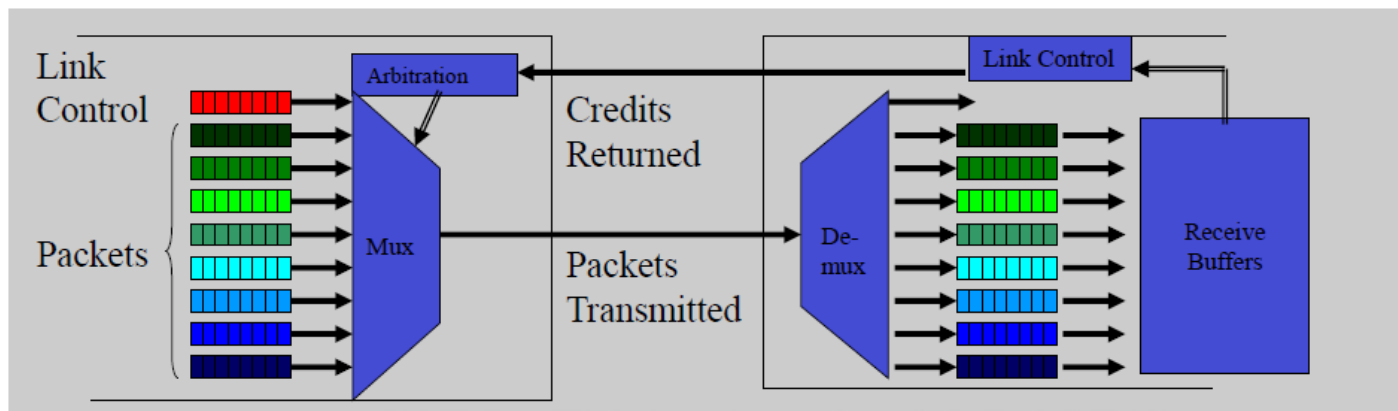 Link
Control
Packets
Arbitration
Mux
Credits
Returned
Packets
Transmitted
De-
mux
Link Control
Receive
Buffers